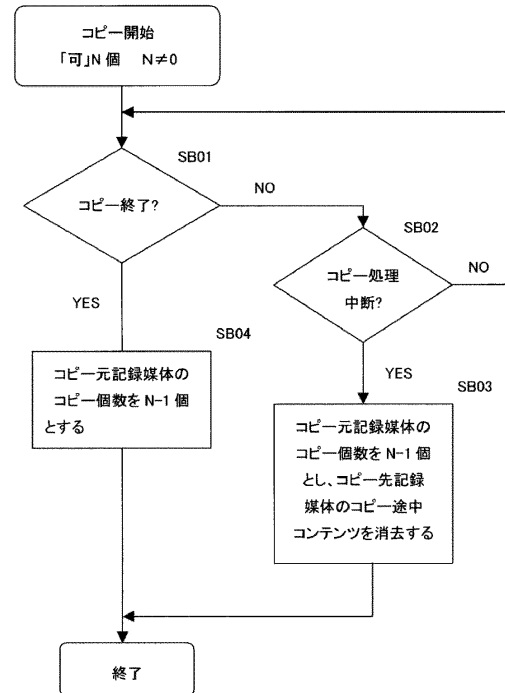 コピー開始
「可」N 個 N≠0
SB01
コピー終了?
NO
SB02
コピー処理
中断?
NO
YES
SB04
コピー元記録媒体の
コピー個数を N-1 個
とする
YES
SB03
コピー元記録媒体の
コピー個数を N-1 個
とし、コピー先記録
媒体のコピー途中
コンテンツを消去する
終了